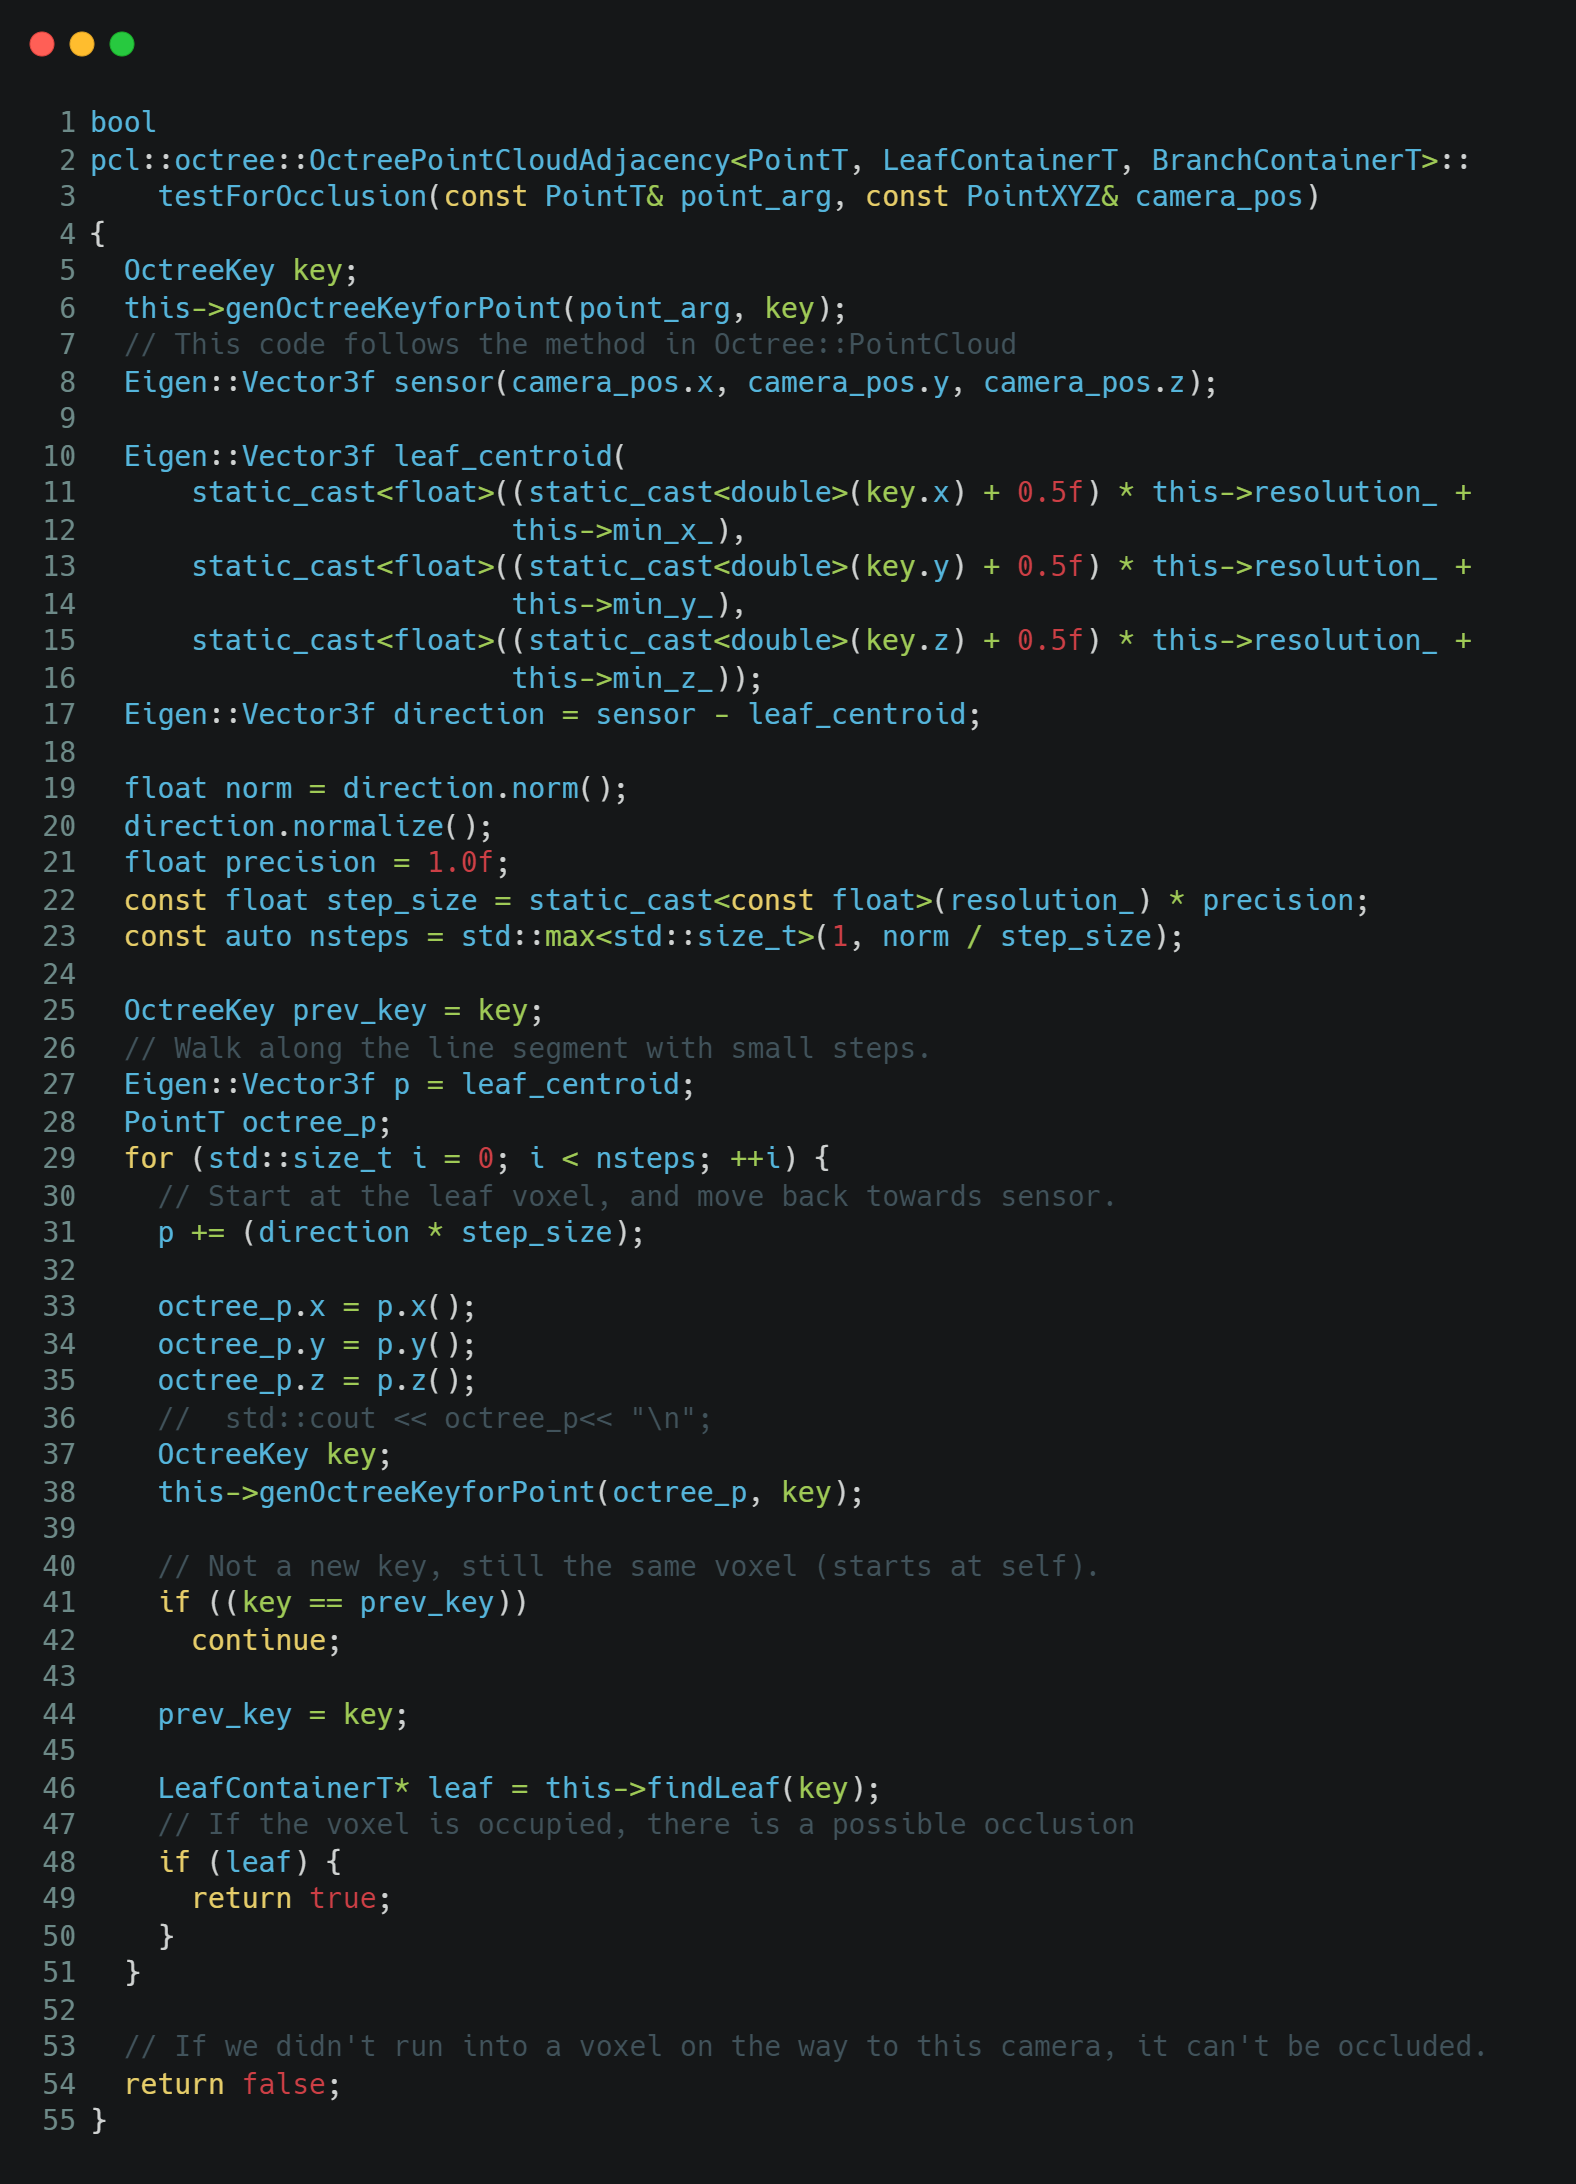 1 bool
2 pcl::octree::OctreePointCloudAdjacency<PointT, LeafContainerT, BranchContainerT>::
3     testForOcclusion(const PointT& point_arg, const PointXYZ& camera_pos)
4 {
5   OctreeKey key;
6   this->genOctreeKeyforPoint(point_arg, key);
7   // This code follows the method in Octree::PointCloud
8   Eigen::Vector3f sensor(camera_pos.x, camera_pos.y, camera_pos.z);
9
10   Eigen::Vector3f leaf_centroid(
11       static_cast<float>((static_cast<double>(key.x) + 0.5f) * this->resolution_ +
12                          this->min_x_),
13       static_cast<float>((static_cast<double>(key.y) + 0.5f) * this->resolution_ +
14                          this->min_y_),
15       static_cast<float>((static_cast<double>(key.z) + 0.5f) * this->resolution_ +
16                          this->min_z_));
17   Eigen::Vector3f direction = sensor - leaf_centroid;
18
19   float norm = direction.norm();
20   direction.normalize();
21   float precision = 1.0f;
22   const float step_size = static_cast<const float>(resolution_) * precision;
23   const auto nsteps = std::max<std::size_t>(1, norm / step_size);
24
25   OctreeKey prev_key = key;
26   // Walk along the line segment with small steps.
27   Eigen::Vector3f p = leaf_centroid;
28   PointT octree_p;
29   for (std::size_t i = 0; i < nsteps; ++i) {
30     // Start at the leaf voxel, and move back towards sensor.
31     p += (direction * step_size);
32
33     octree_p.x = p.x();
34     octree_p.y = p.y();
35     octree_p.z = p.z();
36     //  std::cout << octree_p<< "\n";
37     OctreeKey key;
38     this->genOctreeKeyforPoint(octree_p, key);
39
40     // Not a new key, still the same voxel (starts at self).
41     if ((key == prev_key))
42       continue;
43
44     prev_key = key;
45
46     LeafContainerT* leaf = this->findLeaf(key);
47     // If the voxel is occupied, there is a possible occlusion
48     if (leaf) {
49       return true;
50     }
51   }
52
53   // If we didn't run into a voxel on the way to this camera, it can't be occluded.
54   return false;
55 }